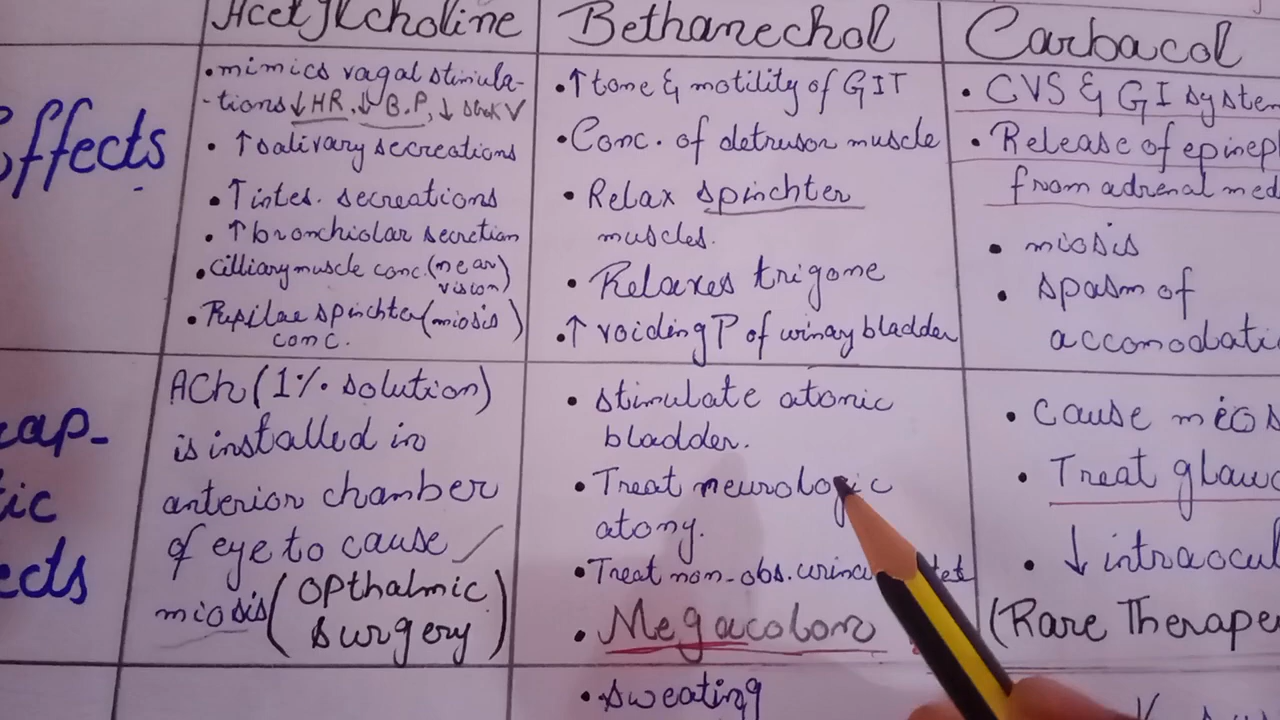 Acetylcholine
Bethanechol
Carbacol
Effects
• mimics vagal stimula-
-tions ↓HR, ↓B.P, ↓ stroke V
• ↑ salivary secreations
• ↑ intes. secreations
• ↑ bronchiolar secretion
• cilliary muscle conc. (near vision)
• Pupilae spinchter (miosis)
conc.
• ↑ tone & motility of GIT
• Conc. of detrusor muscle
• Relax spinchter
muscles.
• Relaxes trigone
• ↑ voiding P of urinary bladder
• CVS & GI system
• Release of epinep
from adrenal med
• miosis
• spasm of
accomodati
rap-
tic
ects
ACh (1% solution)
is installed in
anterior chamber
of eye to cause
miosis (opthalmic
surgery)
• stimulate atonic
bladder.
• Treat neurologic
atony.
• Treat non-obs. urin
• Megacolon
• cause mios
• Treat glauc
• ↓ intraocul
(Rare Therape
• sweating